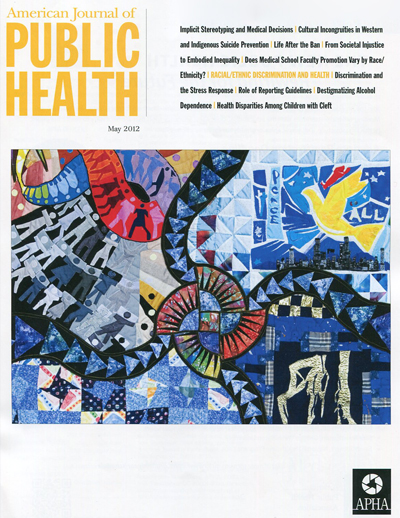 American Journal of
PUBLIC
HEALTH
May 2012
Implicit Stereotyping and Medical Decisions | Cultural Incongruities in Western
and Indigenous Suicide Prevention | Life After the Ban | From Societal Injustice
to Embodied Inequality | Does Medical School Faculty Promotion Vary by Race/
Ethnicity? | RACIAL/ETHNIC DISCRIMINATION AND HEALTH | Discrimination and
the Stress Response | Role of Reporting Guidelines | Destigmatizing Alcohol
Dependence | Health Disparities Among Children with Cleft
ALL
APHA